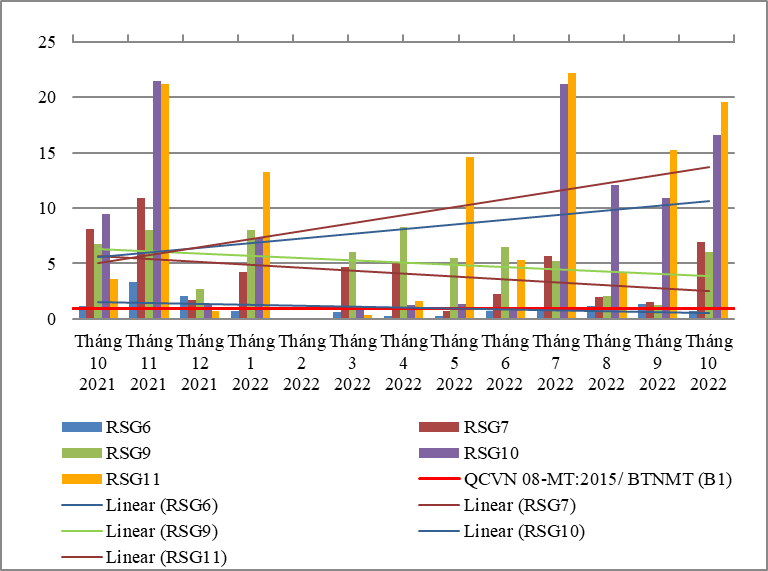 25
20
15
10
5
0
Tháng Tháng Tháng Tháng Tháng Tháng Tháng Tháng Tháng Tháng Tháng Tháng Tháng
10 11 12 1 2 3 4 5 6 7 8 9 10
2021 2021 2021 2022 2022 2022 2022 2022 2022 2022 2022 2022 2022
RSG6 RSG7
RSG9 RSG10
RSG11 QCVN 08-MT:2015/ BTNMT (B1)
Linear (RSG6) Linear (RSG7)
Linear (RSG9) Linear (RSG10)
Linear (RSG11)